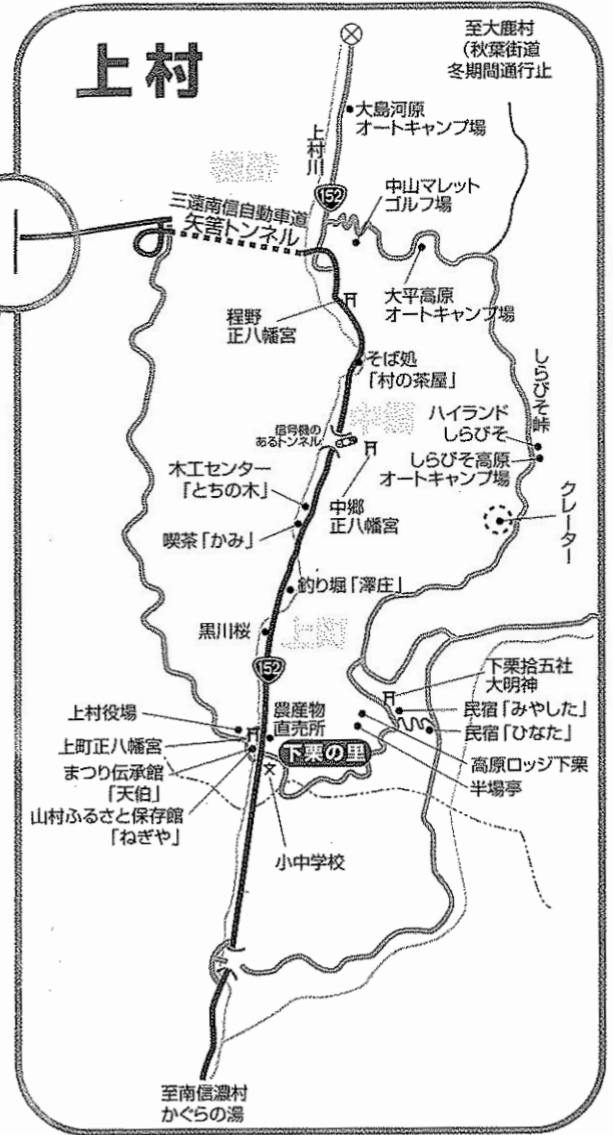 上村
至大鹿村
(秋葉街道
冬期間通行止
大島河原
オートキャンプ場
上村川
程野
152
中山マレット
ゴルフ場
三遠南信自動車道
矢筈トンネル
大平高原
オートキャンプ場
程野
正八幡宮
そば処
「村の茶屋」
しらびそ峠
中郷
信号機の
あるトンネル
ハイランド
しらびそ
しらびそ高原
オートキャンプ場
木工センター
「とちの木」
中郷
正八幡宮
クレーター
喫茶「かみ」
釣り堀「澤庄」
黒川桜
上町
152
下栗拾五社
大明神
上村役場
農産物
直売所
民宿「みやした」
民宿「ひなた」
上町正八幡宮
下栗の里
高原ロッジ下栗
まつり伝承館
「天伯」
半場亭
山村ふるさと保存館
「ねぎや」
文
小中学校
至南信濃村
かぐらの湯